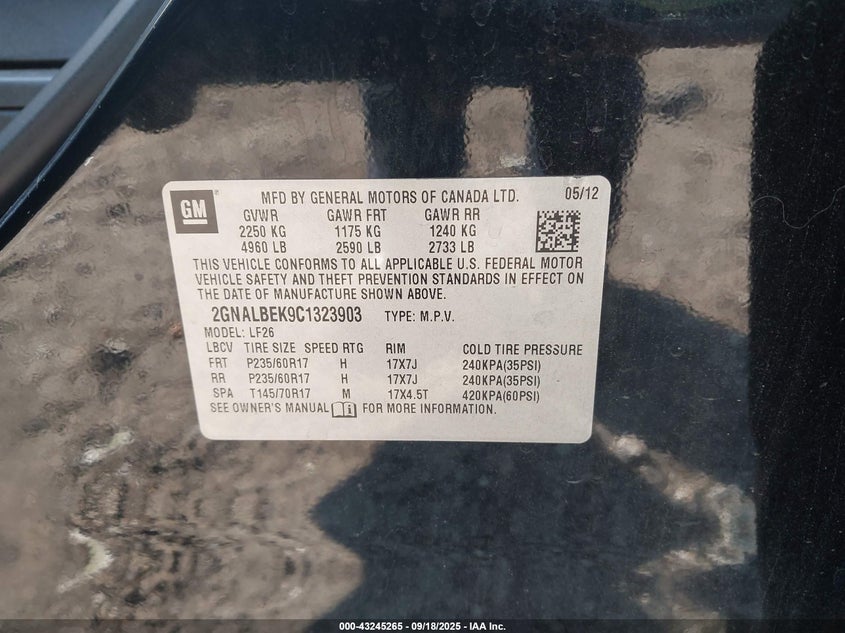 GM
MFD BY GENERAL MOTORS OF CANADA LTD. 05/12
GVWR GAWR FRT GAWR RR
2250 KG 1175 KG 1240 KG
4960 LB 2590 LB 2733 LB
THIS VEHICLE CONFORMS TO ALL APPLICABLE U.S. FEDERAL MOTOR
VEHICLE SAFETY AND THEFT PREVENTION STANDARDS IN EFFECT ON
THE DATE OF MANUFACTURE SHOWN ABOVE.
2GNALBEK9C1323903 TYPE: M.P.V.
MODEL: LF26
LBCV TIRE SIZE SPEED RTG RIM COLD TIRE PRESSURE
FRT P235/60R17 H 17X7J 240KPA(35PSI)
RR P235/60R17 H 17X7J 240KPA(35PSI)
SPA T145/70R17 M 17X4.5T 420KPA(60PSI)
SEE OWNER'S MANUAL FOR MORE INFORMATION.
000-43245265 - 09/18/2025 - IAA Inc.